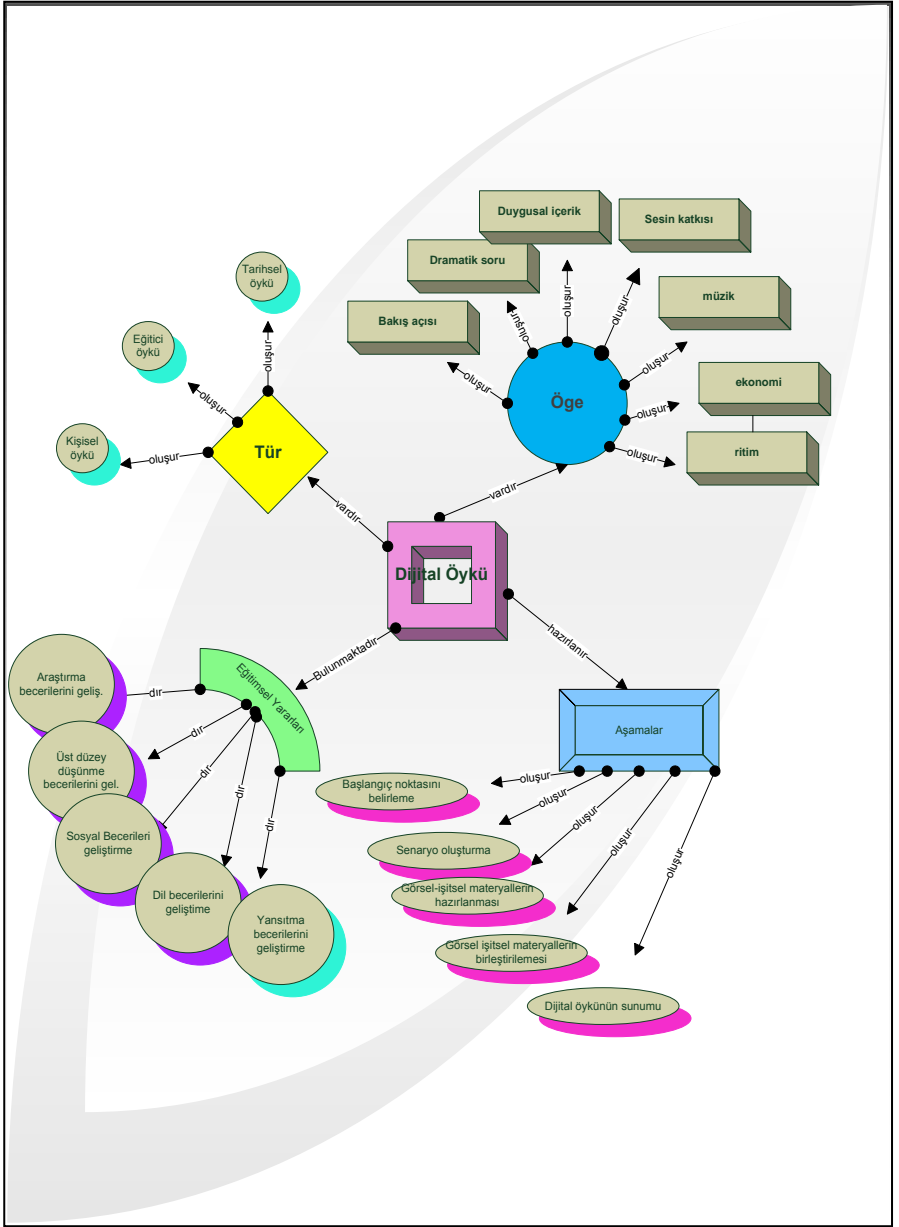 Duygusal içerik
Sesin katkısı
Dramatik soru
Bakış açısı
müzik
ekonomi
ritim
oluşur
oluşur
oluşur
oluşur
oluşur
oluşur
oluşur
Öge
Tarihsel
öykü
Eğitici
öykü
Kişisel
öykü
oluşur
oluşur
oluşur
Tür
vardır
vardır
Dijital Öykü
Bulunmaktadır
hazırlanır
Eğitimsel Yararları
Araştırma
becerilerini geliş.
Üst düzey
düşünme
becerilerini gel.
Sosyal Becerileri
geliştirme
Dil becerilerini
geliştime
Yansıtma
becerilerini
geliştirme
dır
dır
dır
dır
dır
Aşamalar
oluşur
oluşur
oluşur
oluşur
oluşur
Başlangıç noktasını
belirleme
Senaryo oluşturma
Görsel-işitsel materyallerin
hazırlanması
Görsel işitsel materyallerin
birleştirilemesi
Dijital öykünün sunumu